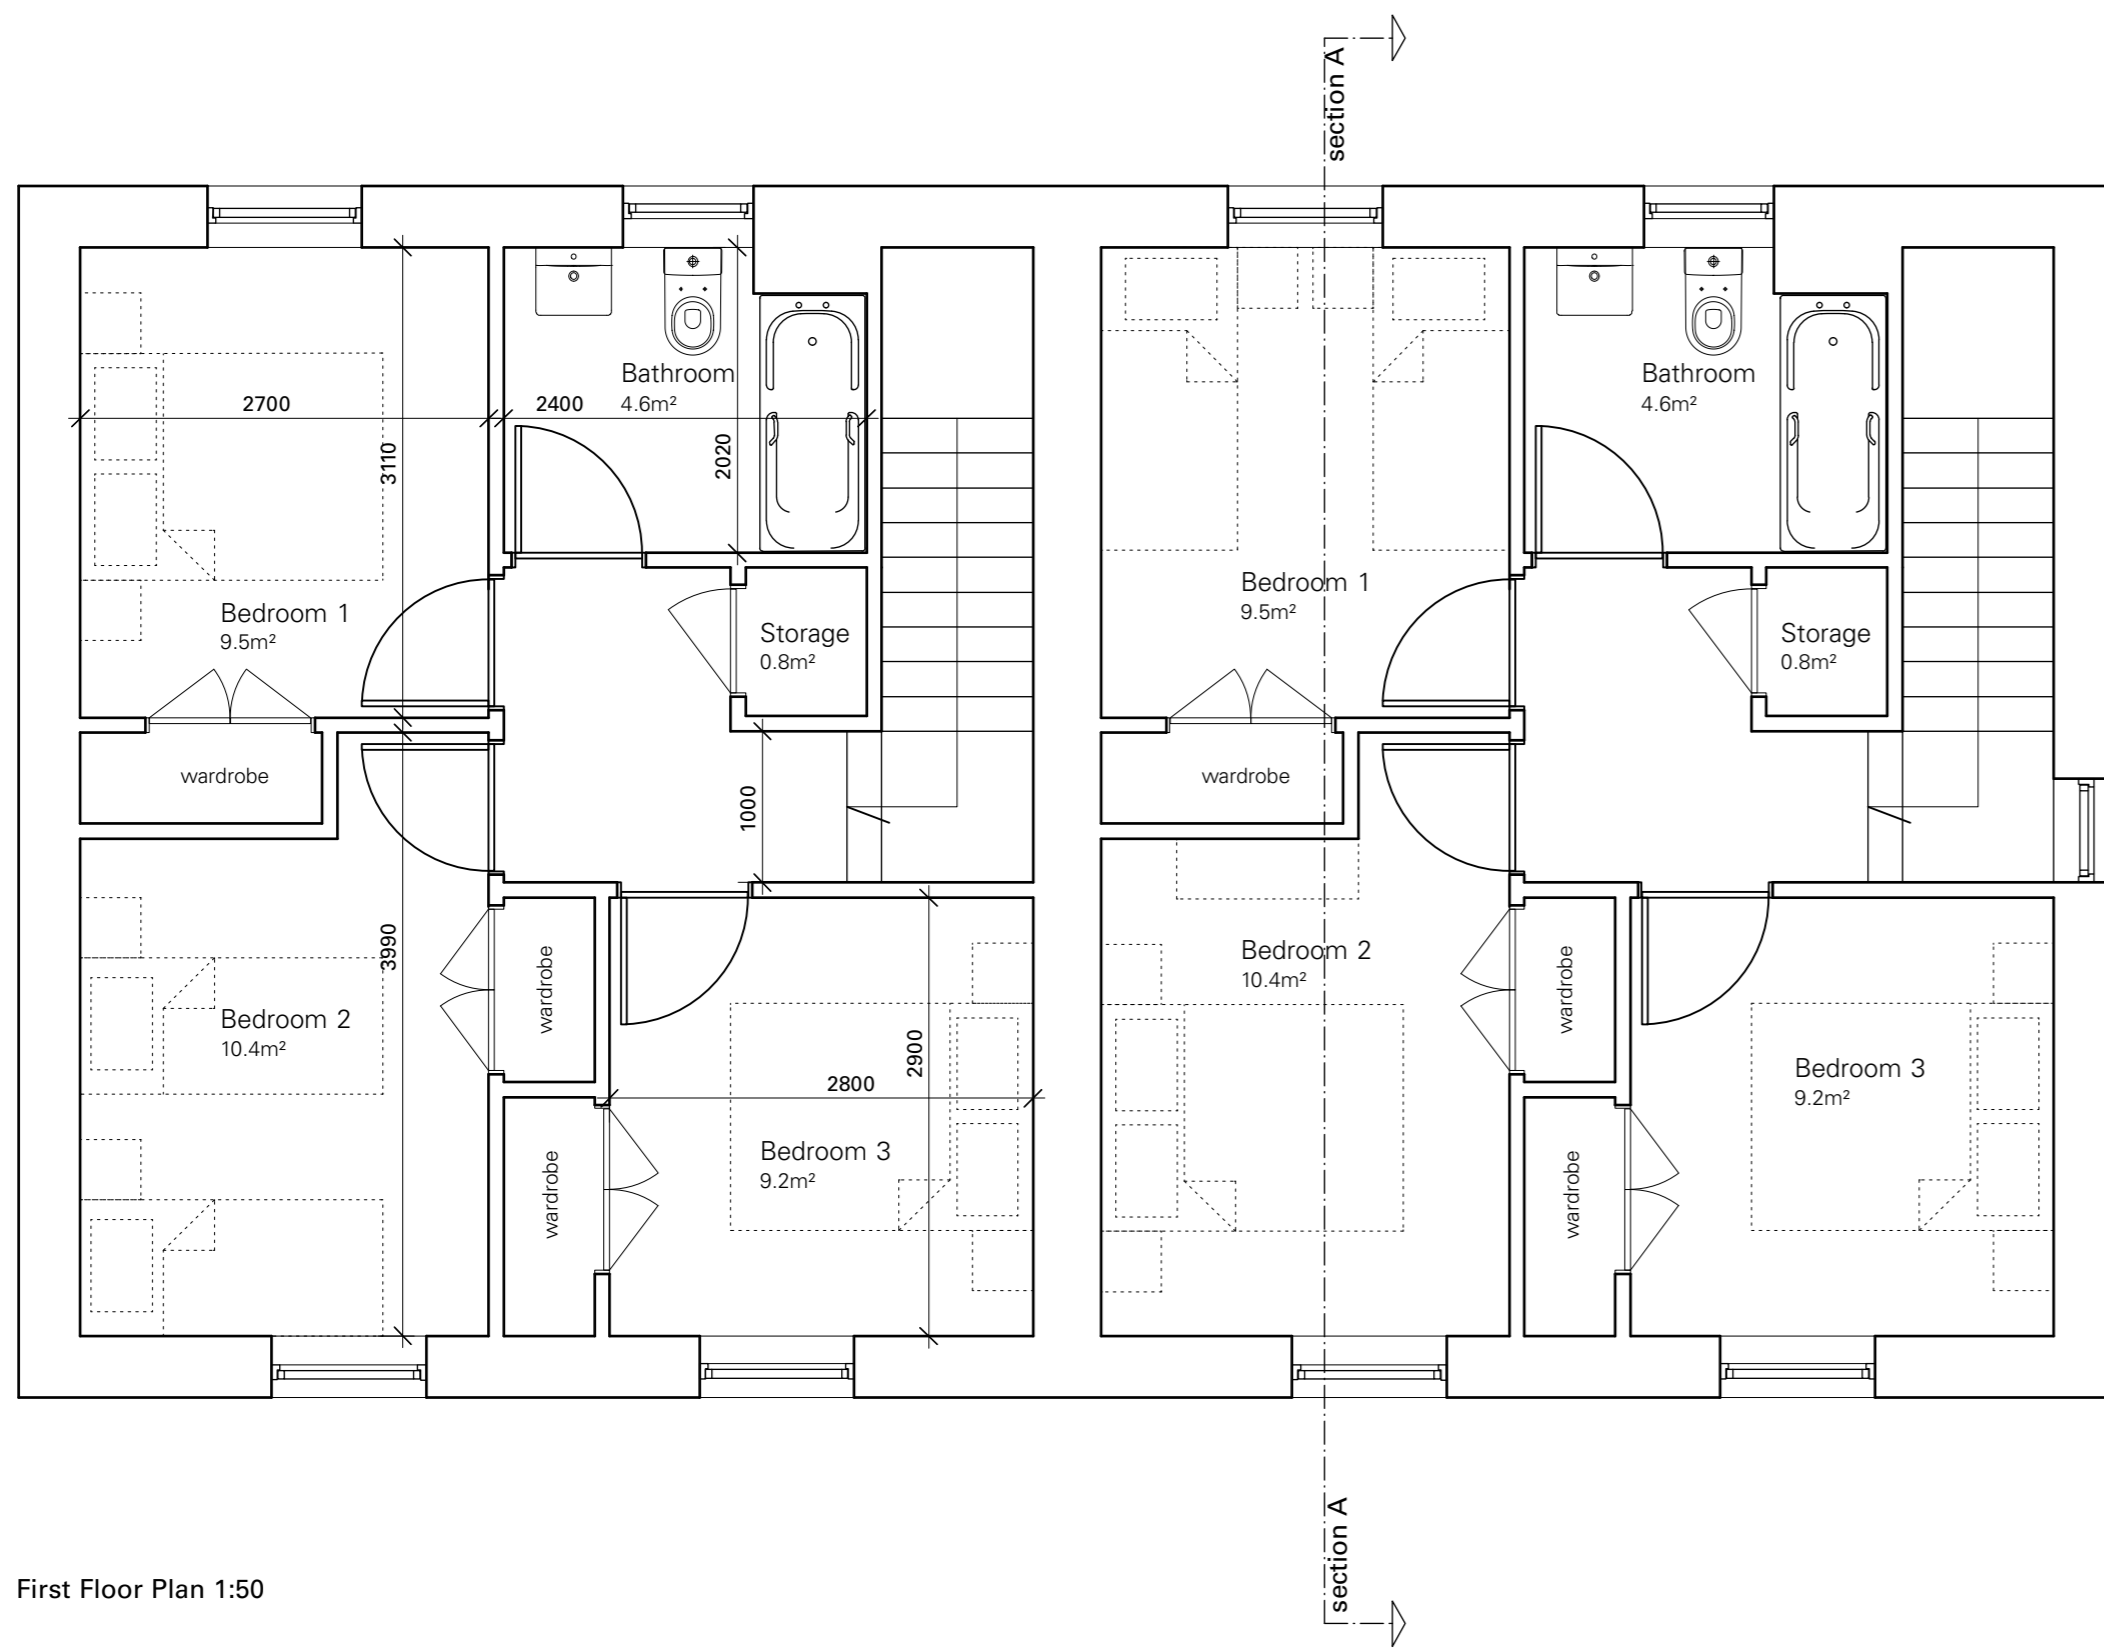 section A
Bathroom
4.6m²
2700
2400
3110
2020
Bedroom 1
9.5m²
Storage
0.8m²
wardrobe
1000
3990
Bedroom 2
10.4m²
wardrobe
2900
2800
Bedroom 3
9.2m²
wardrobe
Bathroom
4.6m²
Bedroom 1
9.5m²
Storage
0.8m²
wardrobe
Bedroom 2
10.4m²
wardrobe
Bedroom 3
9.2m²
wardrobe
section A
First Floor Plan 1:50